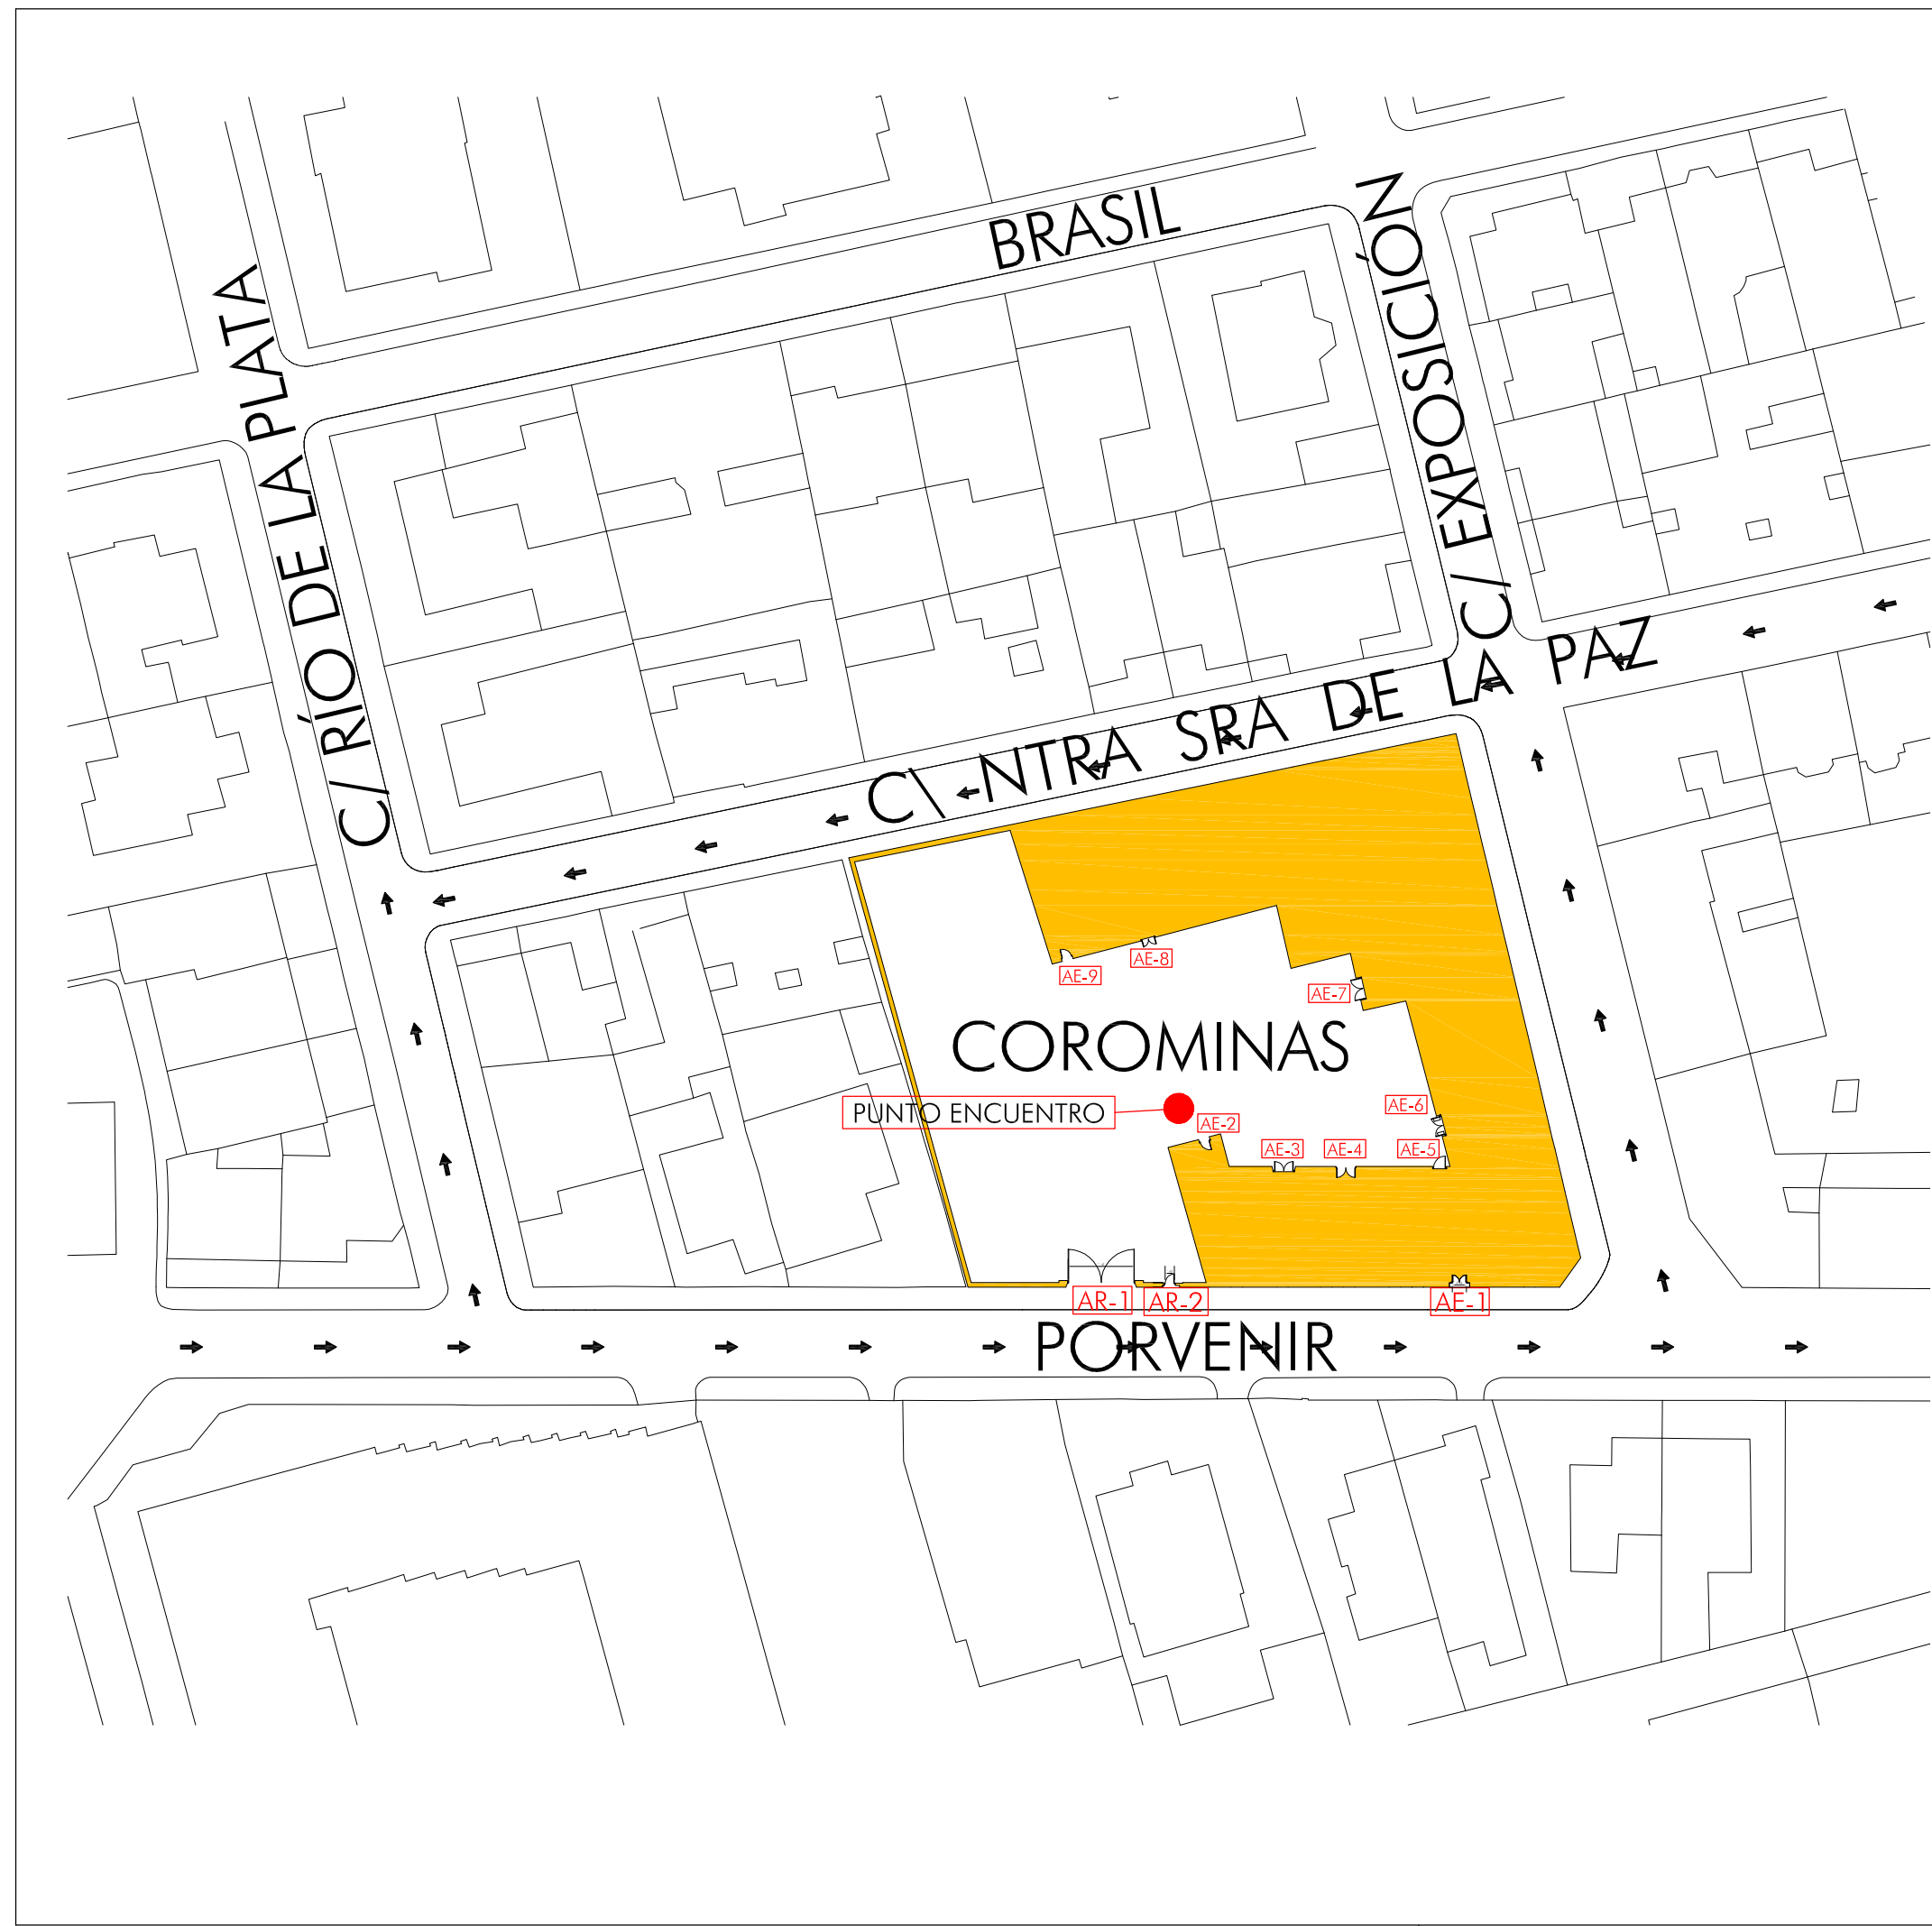 BRASIL
C/ EXPOSICIÓN
C/ RÍO DE LA PLATA
C\ NTRA SRA DE LA PAZ
AE-9
AE-8
AE-7
COROMINAS
PUNTO ENCUENTRO
AE-6
AE-2
AE-3
AE-4
AE-5
AR-1
AR-2
AE-1
PORVENIR